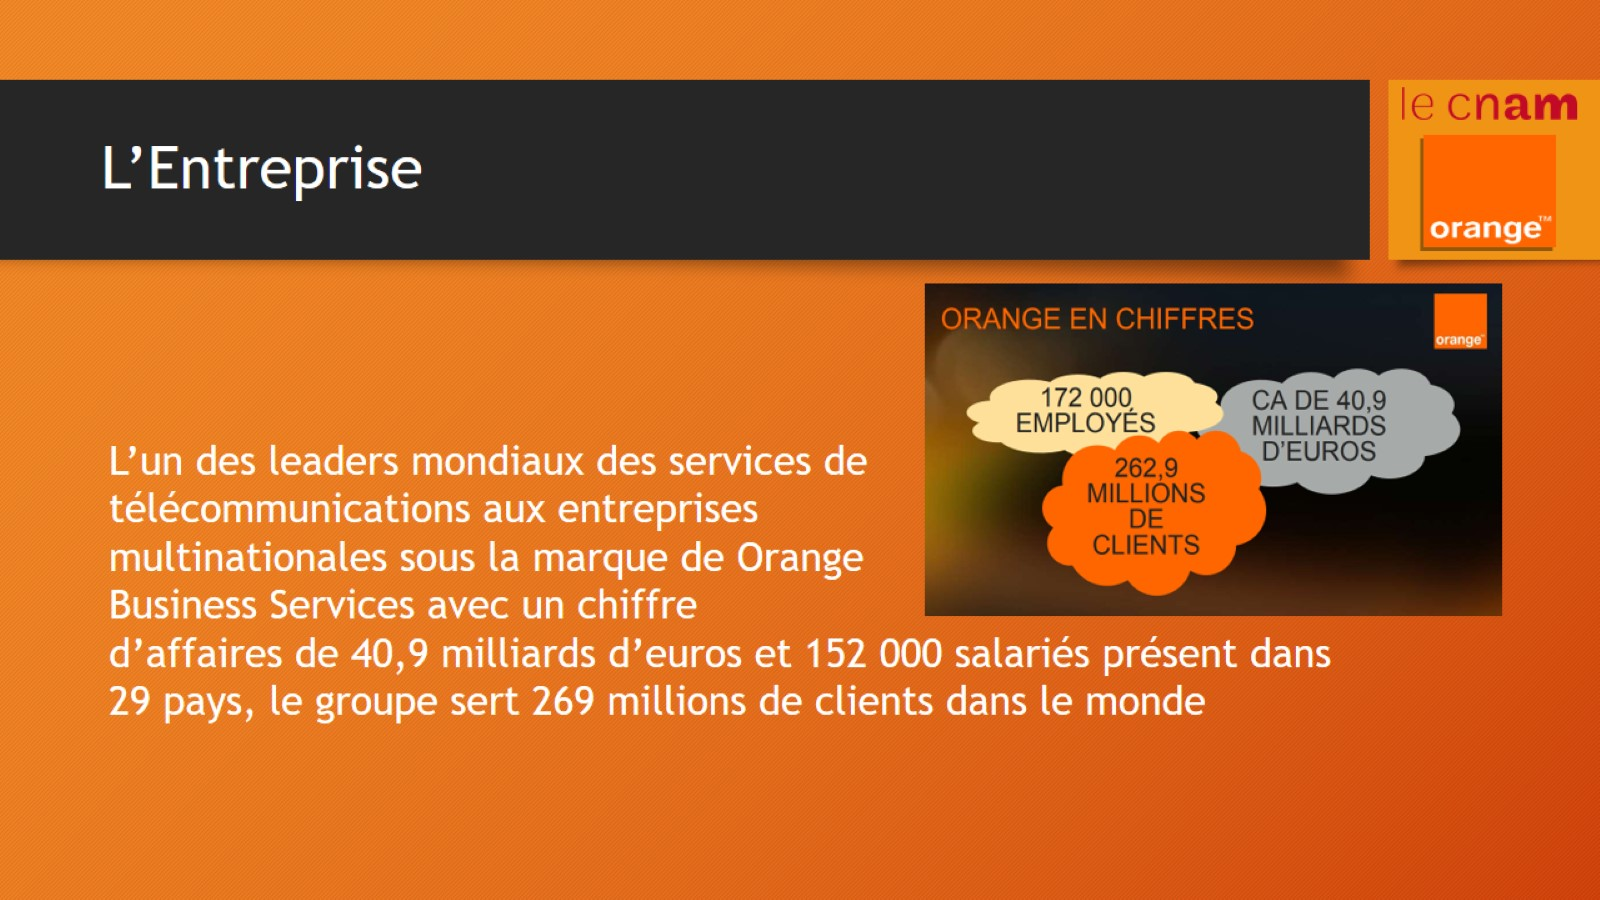 L’Entreprise
le cnam
orange™
ORANGE EN CHIFFRES
orange
172 000
EMPLOYÉS
CA DE 40,9
MILLIARDS
D’EUROS
262,9
MILLIONS
DE
CLIENTS
L’un des leaders mondiaux des services de
télécommunications aux entreprises
multinationales sous la marque de Orange
Business Services avec un chiffre
d’affaires de 40,9 milliards d’euros et 152 000 salariés présent dans
29 pays, le groupe sert 269 millions de clients dans le monde